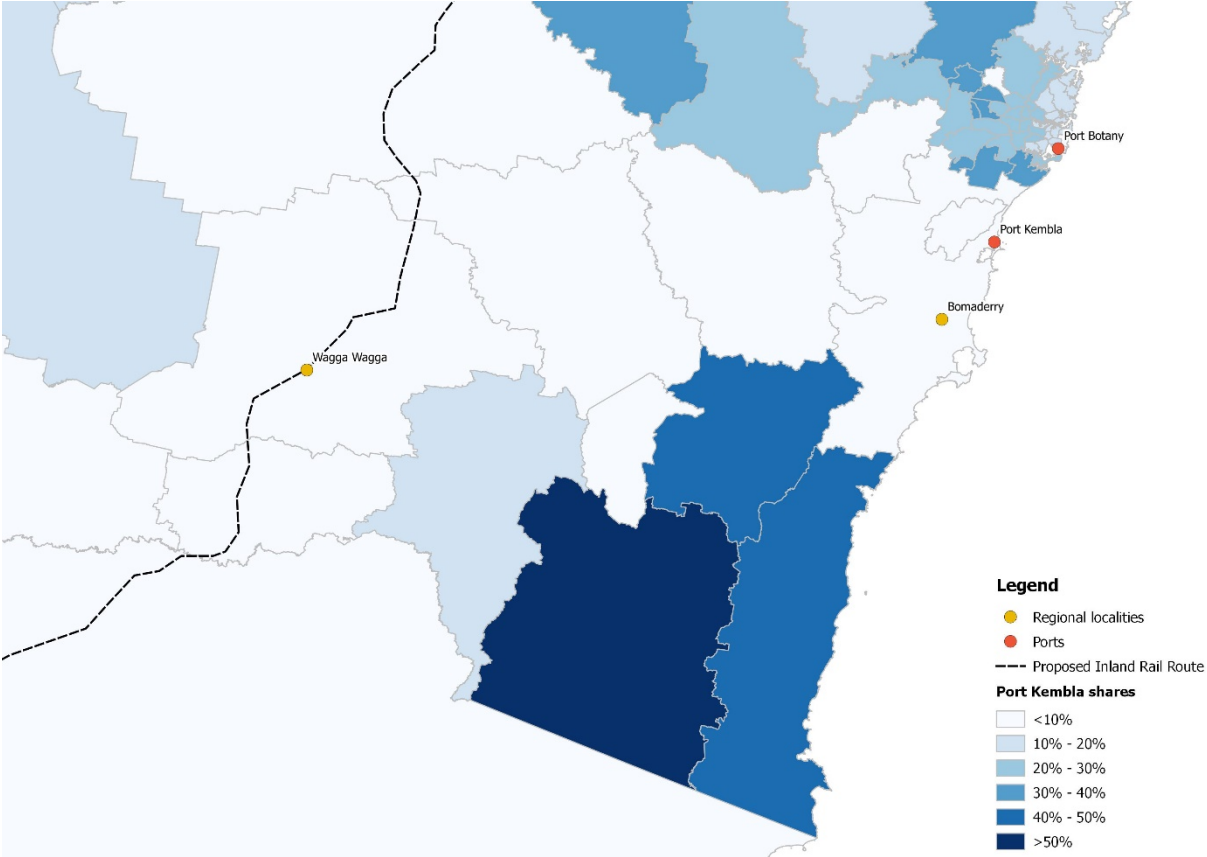 Port Botany
Port Kembla
Bomaderry
Wagga Wagga
Legend
Regional localities
Ports
Proposed Inland Rail Route
Port Kembla shares
<10%
10% - 20%
20% - 30%
30% - 40%
40% - 50%
>50%